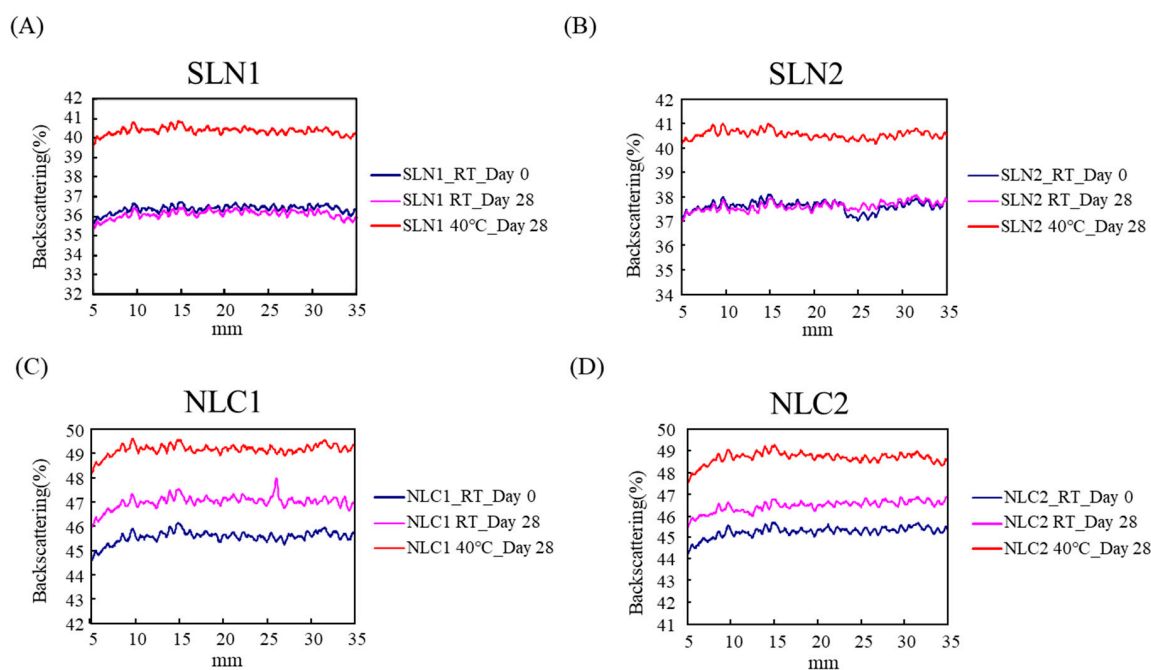 (A)
SLN1
Backscattering(%)
42
41
40
39
38
37
36
35
34
33
32
5 10 15 20 25 30 35
mm
SLN1_RT_Day 0
SLN1 RT_Day 28
SLN1 40℃_Day 28
(B)
SLN2
Backscattering(%)
42
41
40
39
38
37
36
35
34
5 10 15 20 25 30 35
mm
SLN2_RT_Day 0
SLN2 RT_Day 28
SLN2 40℃_Day 28
(C)
NLC1
Backscattering(%)
50
49
48
47
46
45
44
43
42
5 10 15 20 25 30 35
mm
NLC1_RT_Day 0
NLC1 RT_Day 28
NLC1 40℃_Day 28
(D)
NLC2
Backscattering(%)
50
49
48
47
46
45
44
43
42
41
5 10 15 20 25 30 35
mm
NLC2_RT_Day 0
NLC2 RT_Day 28
NLC2 40℃_Day 28